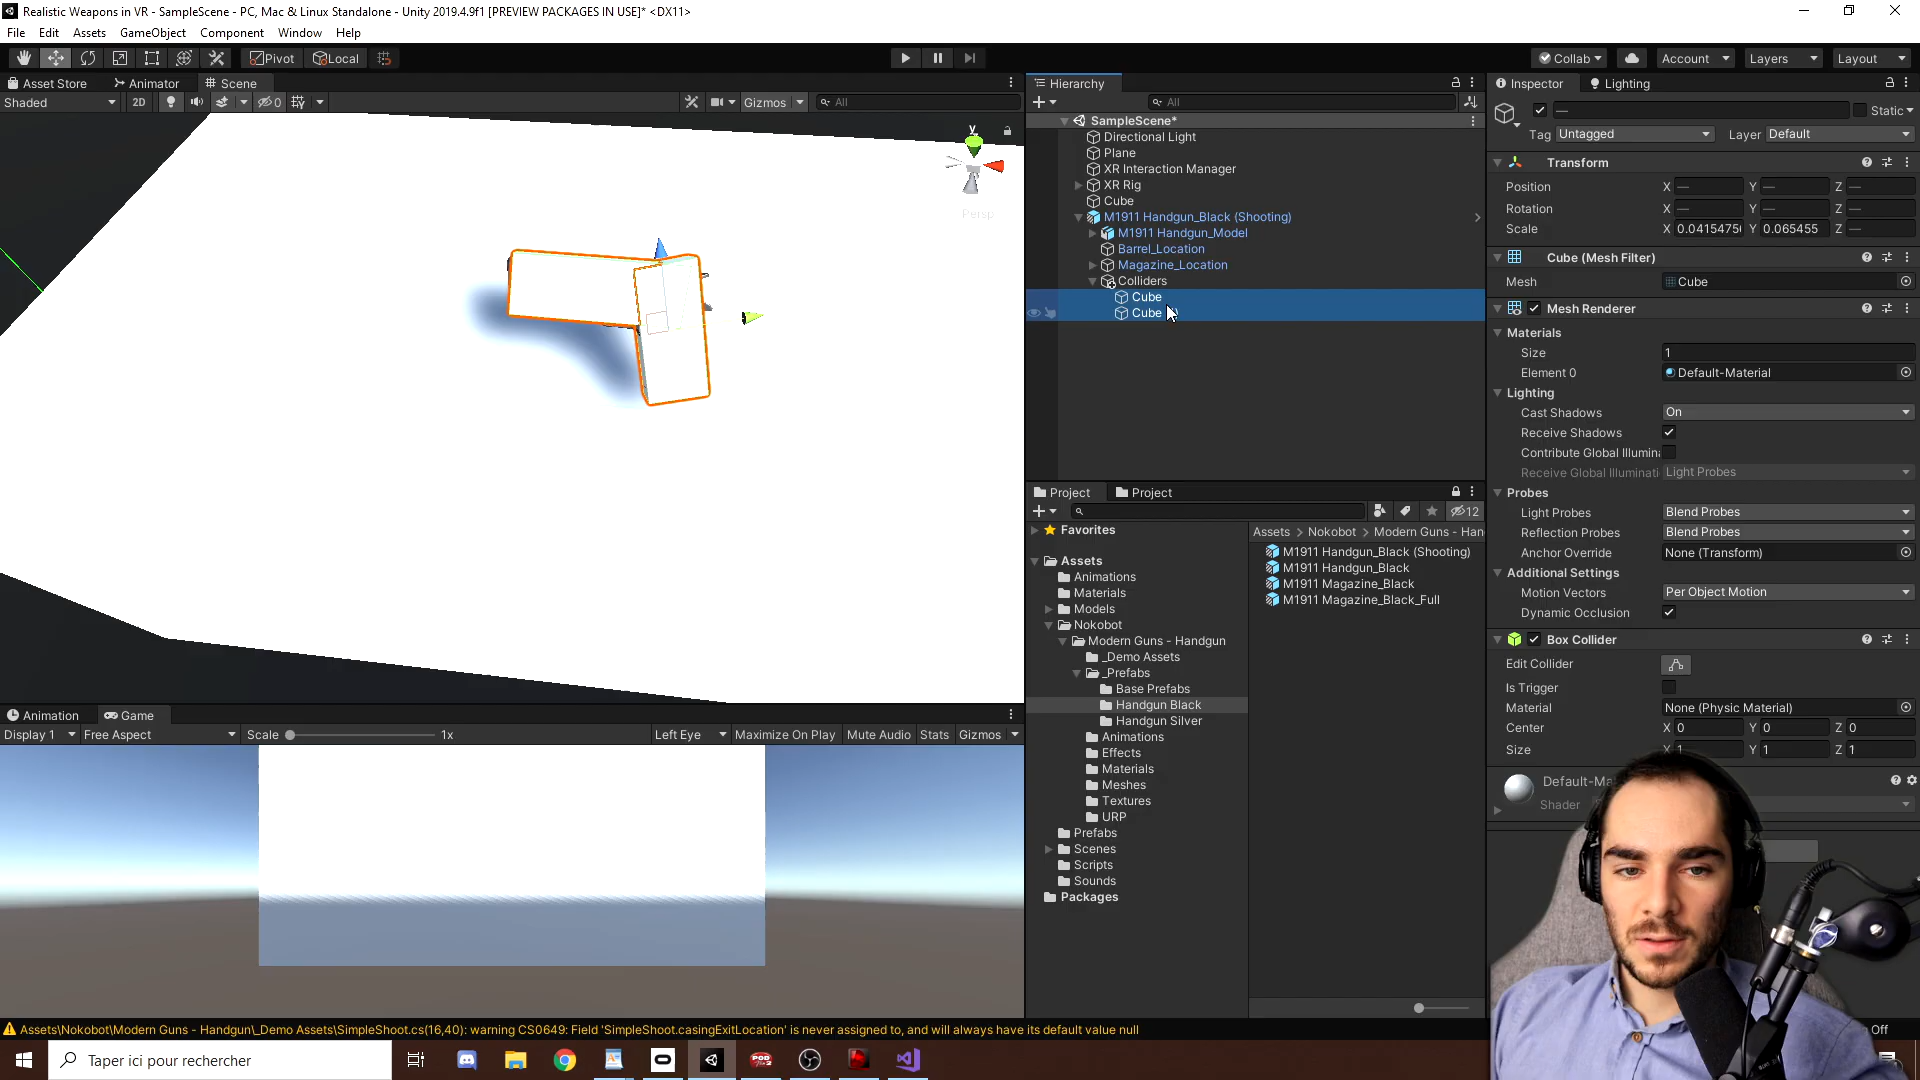 Realistic Weapons in VR - SampleScene - PC, Mac & Linux Standalone - Unity 2019.4.9f1 [PREVIEW PACKAGES IN USE]* <DX11>
File Edit Assets GameObject Component Window Help
Pivot Local Collab Account Layers Layout
Asset Store Animator Scene
Shaded 2D 0 Gizmos All
y
Persp
Hierarchy
All
SampleScene*
Directional Light
Plane
XR Interaction Manager
XR Rig
Cube
M1911 Handgun_Black (Shooting)
M1911 Handgun_Model
Barrel_Location
Magazine_Location
Colliders
Cube
Cube
Inspector Lighting
— Static
Tag Untagged Layer Default
Transform
Position X — Y — Z —
Rotation X — Y — Z —
Scale X 0.0415475 Y 0.065455 Z —
Cube (Mesh Filter)
Mesh Cube
Mesh Renderer
Materials
Size 1
Element 0 Default-Material
Lighting
Cast Shadows On
Receive Shadows
Contribute Global Illumina
Receive Global Illuminati Light Probes
Probes
Light Probes Blend Probes
Reflection Probes Blend Probes
Anchor Override None (Transform)
Additional Settings
Motion Vectors Per Object Motion
Dynamic Occlusion
Box Collider
Edit Collider
Is Trigger
Material None (Physic Material)
Center X 0 Y 0 Z 0
Size X 1 Y 1 Z 1
Default-Ma
Shader
Project Project
12
Favorites
Assets
Animations
Materials
Models
Nokobot
Modern Guns - Handgun
_Demo Assets
_Prefabs
Base Prefabs
Handgun Black
Handgun Silver
Animations
Effects
Materials
Meshes
Textures
URP
Prefabs
Scenes
Scripts
Sounds
Packages
Assets > Nokobot > Modern Guns - Han
M1911 Handgun_Black (Shooting)
M1911 Handgun_Black
M1911 Magazine_Black
M1911 Magazine_Black_Full
Animation Game
Display 1 Free Aspect Scale 1x Left Eye Maximize On Play Mute Audio Stats Gizmos
Assets\Nokobot\Modern Guns - Handgun\_Demo Assets\SimpleShoot.cs(16,40): warning CS0649: Field 'SimpleShoot.casingExitLocation' is never assigned to, and will always have its default value null
Off
Taper ici pour rechercher